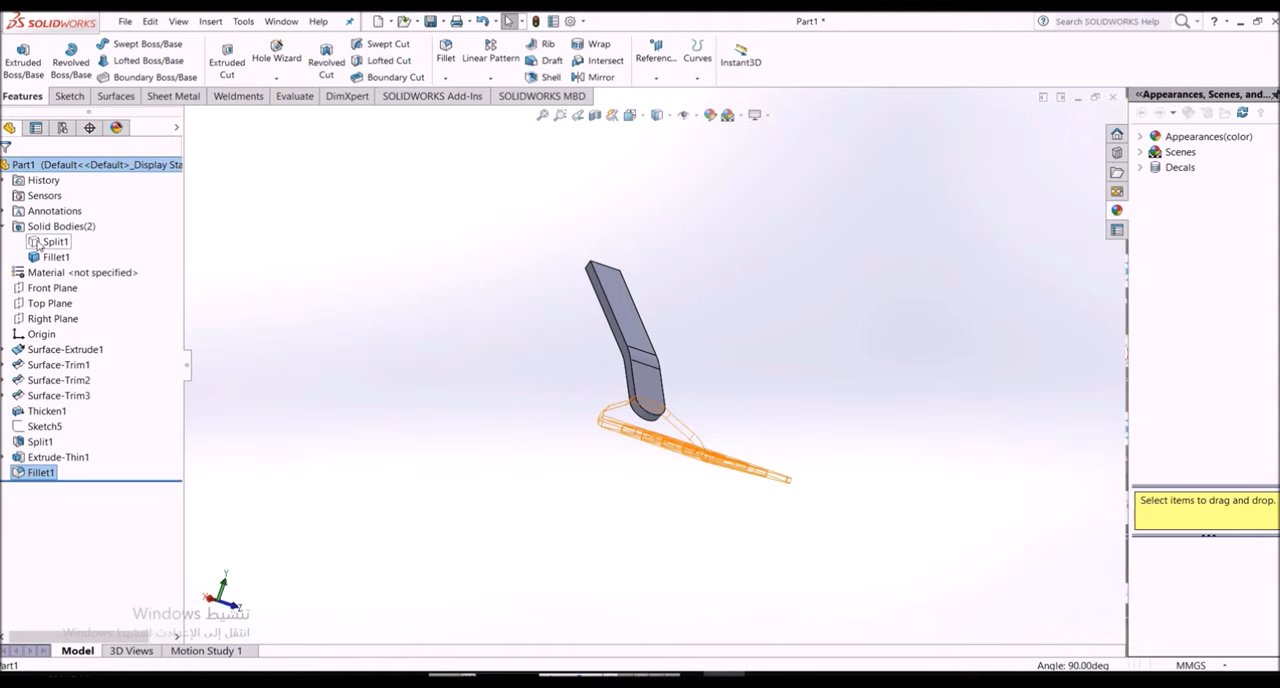 SOLIDWORKS File Edit View Insert Tools Window Help Part1 * Search SOLIDWORKS Help
Extruded Boss/Base
Revolved Boss/Base
Swept Boss/Base
Lofted Boss/Base
Boundary Boss/Base
Extruded Cut
Hole Wizard
Revolved Cut
Swept Cut
Lofted Cut
Boundary Cut
Fillet
Linear Pattern
Rib
Draft
Shell
Wrap
Intersect
Mirror
Referenc...
Curves
Instant3D
Features Sketch Surfaces Sheet Metal Weldments Evaluate DimXpert SOLIDWORKS Add-Ins SOLIDWORKS MBD
Part1 (Default<<Default>_Display Sta
History
Sensors
Annotations
Solid Bodies(2)
Split1
Fillet1
Material <not specified>
Front Plane
Top Plane
Right Plane
Origin
Surface-Extrude1
Surface-Trim1
Surface-Trim2
Surface-Trim3
Thicken1
Sketch5
Split1
Extrude-Thin1
Fillet1
Y
X
Z
تنشيط Windows
Model 3D Views Motion Study 1
art1
Angle: 90.00deg MMGS
«Appearances, Scenes, and...
Appearances(color)
Scenes
Decals
Select items to drag and drop.